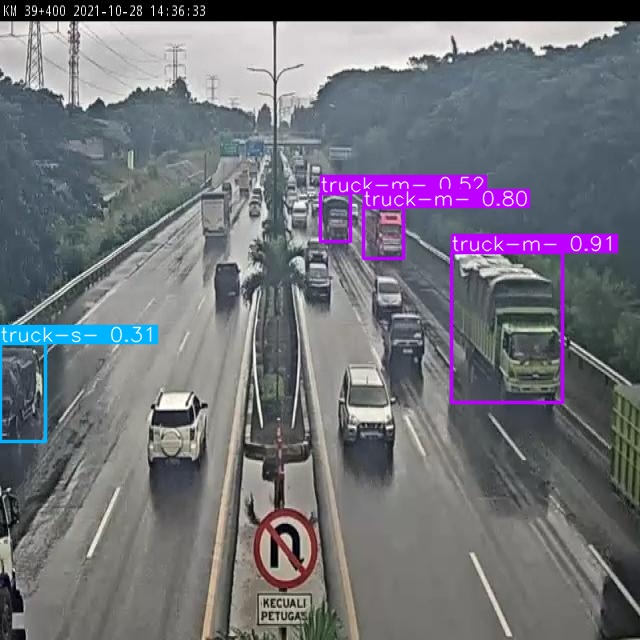 KM 39+400 2021-10-28 14:36:33
truck-m- 0.52
truck-m- 0.80
truck-m- 0.91
truck-s- 0.31
KECUALI
PETUGAS